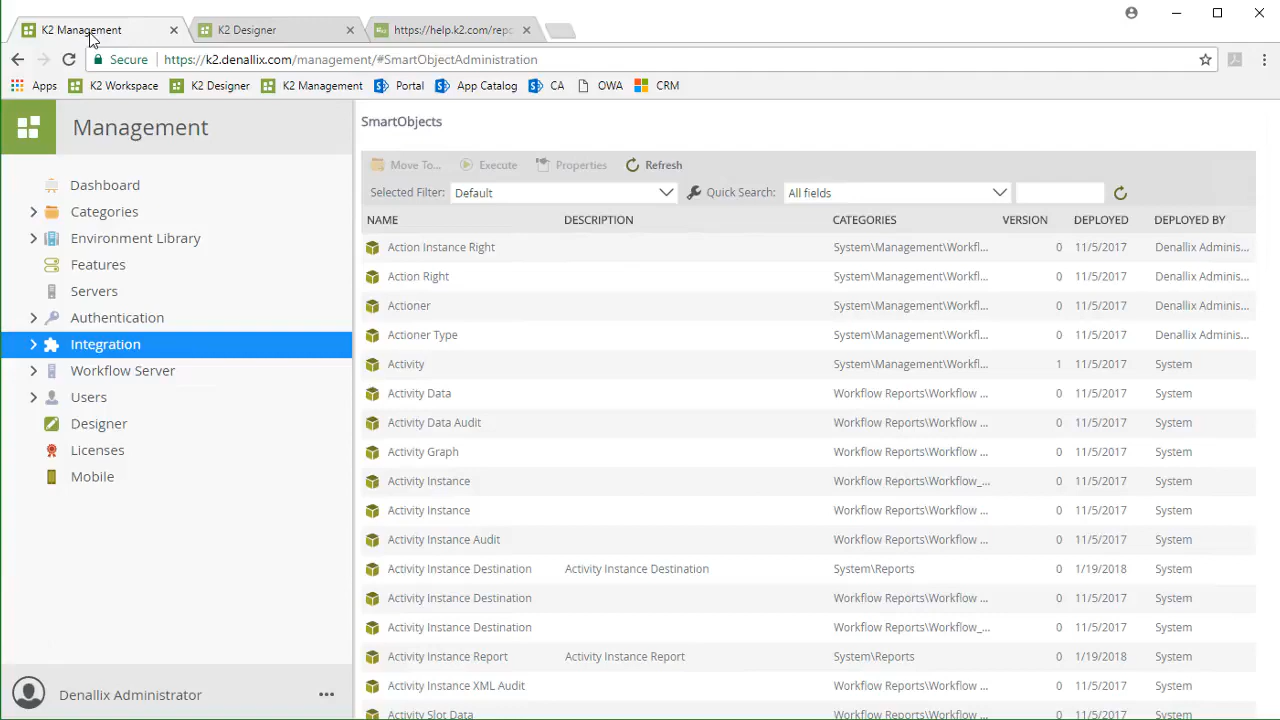 K2 Management
K2 Designer
https://help.k2.com/repo
Secure
https://k2.denallix.com/management/#SmartObjectAdministration
Apps
K2 Workspace
K2 Designer
K2 Management
Portal
App Catalog
CA
OWA
CRM
Management
Dashboard
Categories
Environment Library
Features
Servers
Authentication
Integration
Workflow Server
Users
Designer
Licenses
Mobile
Denallix Administrator
SmartObjects
Move To... Execute Properties Refresh
Selected Filter: Default Quick Search: All fields
NAME DESCRIPTION CATEGORIES VERSION DEPLOYED DEPLOYED BY
Action Instance Right System\Management\Workfl... 0 11/5/2017 Denallix Adminis...
Action Right System\Management\Workfl... 0 11/5/2017 Denallix Adminis...
Actioner System\Management\Workfl... 0 11/5/2017 Denallix Adminis...
Actioner Type System\Management\Workfl... 0 11/5/2017 Denallix Adminis...
Activity System\Management\Workfl... 1 11/5/2017 System
Activity Data Workflow Reports\Workflow ... 0 11/5/2017 System
Activity Data Audit Workflow Reports\Workflow ... 0 11/5/2017 System
Activity Graph Workflow Reports\Workflow ... 0 11/5/2017 System
Activity Instance Workflow Reports\Workflow_... 0 11/5/2017 System
Activity Instance Workflow Reports\Workflow ... 0 11/5/2017 System
Activity Instance Audit Workflow Reports\Workflow ... 0 11/5/2017 System
Activity Instance Destination Activity Instance Destination System\Reports 0 1/19/2018 System
Activity Instance Destination Workflow Reports\Workflow ... 0 11/5/2017 System
Activity Instance Destination Workflow Reports\Workflow_... 0 11/5/2017 System
Activity Instance Report Activity Instance Report System\Reports 0 1/19/2018 System
Activity Instance XML Audit Workflow Reports\Workflow ... 0 11/5/2017 System
Activity Slot Data Workflow Reports\Workflow ... 0 11/5/2017 System